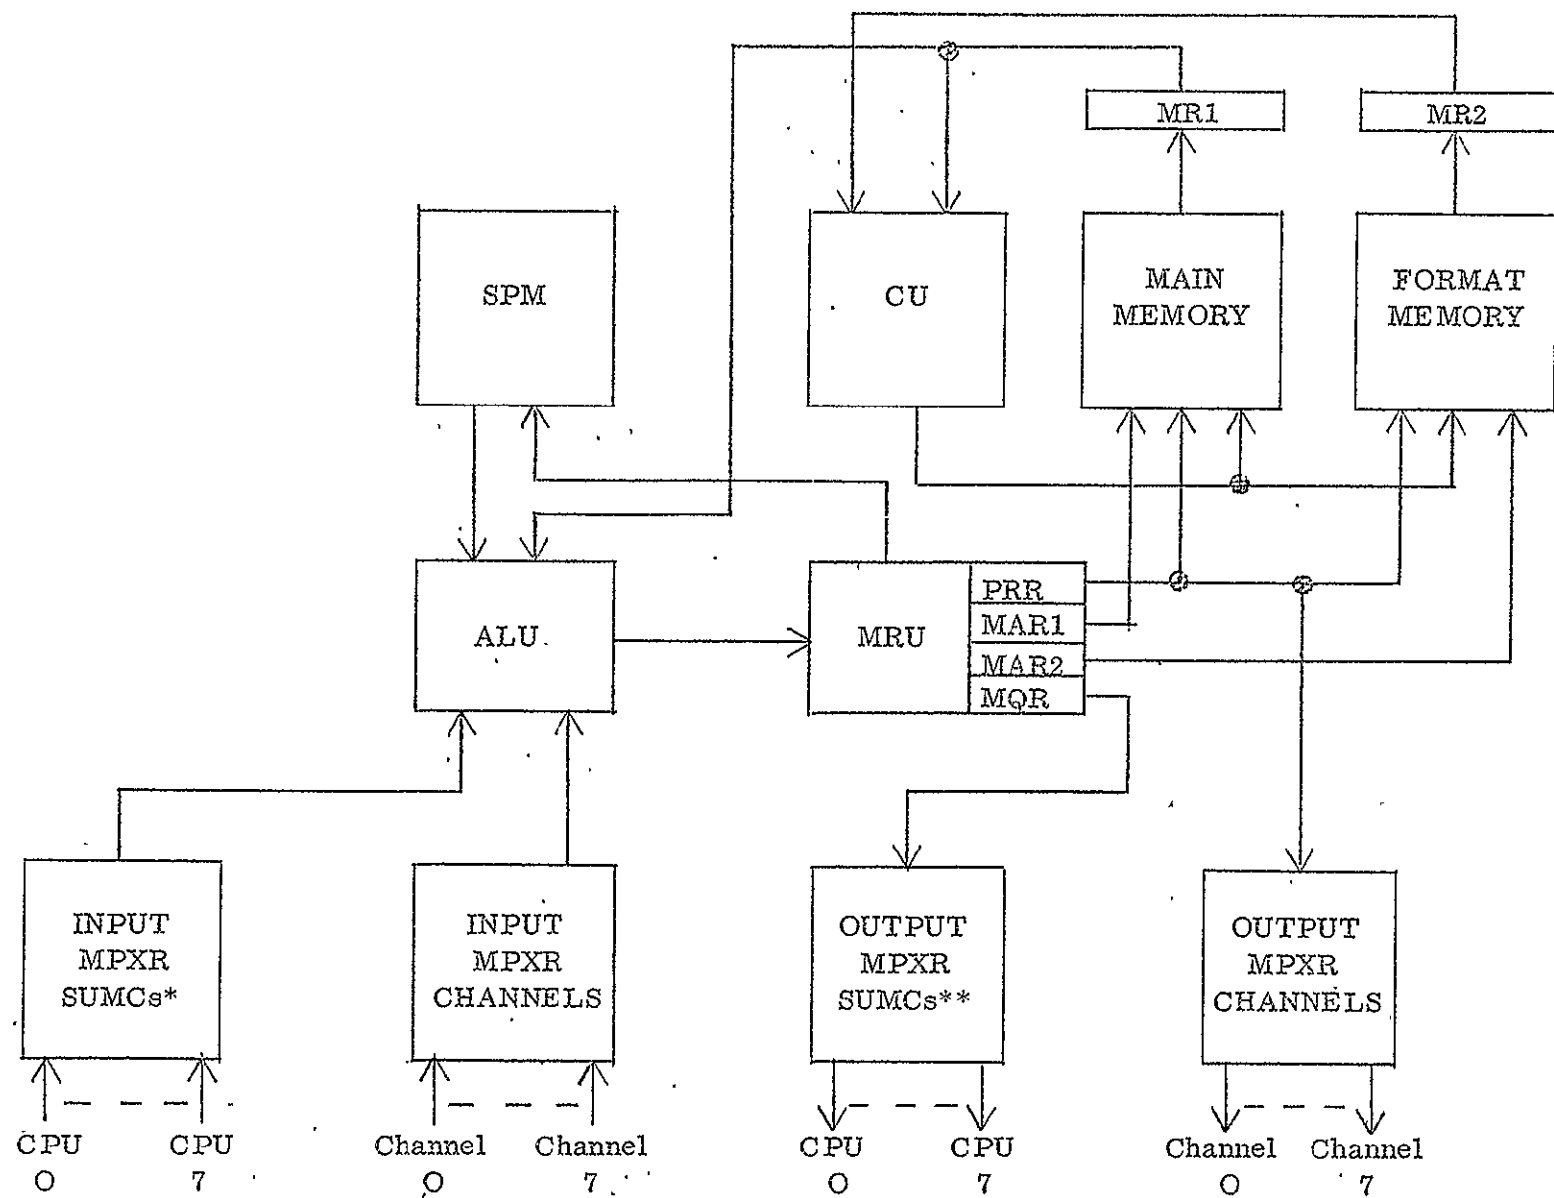 MR1
MR2
SPM
CU
MAIN
MEMORY
FORMAT
MEMORY
ALU
MRU
PRR
MAR1
MAR2
MQR
INPUT
MPXR
SUMCs*
INPUT
MPXR
CHANNELS
OUTPUT
MPXR
SUMCs**
OUTPUT
MPXR
CHANNELS
CPU
O
CPU
7
Channel
O
Channel
7
CPU
O
CPU
7
Channel
O
Channel
7